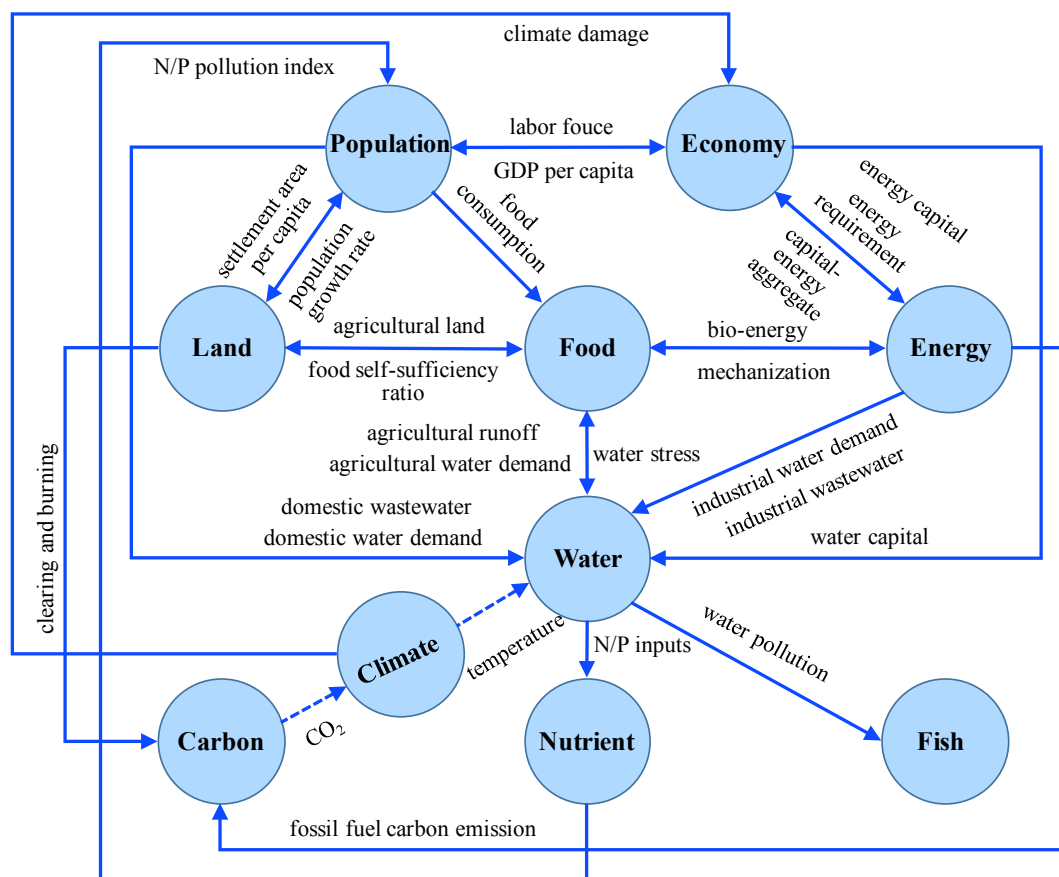 climate damage
N/P pollution index
Population
labor fouce
GDP per capita
Economy
settlement area
per capita
population
growth rate
food
consumption
energy capital
energy
requirement
capital-
energy
aggregate
Land
agricultural land
food self-sufficiency
ratio
Food
bio-energy
mechanization
Energy
agricultural runoff
agricultural water demand
water stress
industrial water demand
industrial wastewater
domestic wastewater
domestic water demand
Water
water capital
clearing and burning
Climate
temperature
N/P inputs
water pollution
Carbon
CO₂
Nutrient
Fish
fossil fuel carbon emission